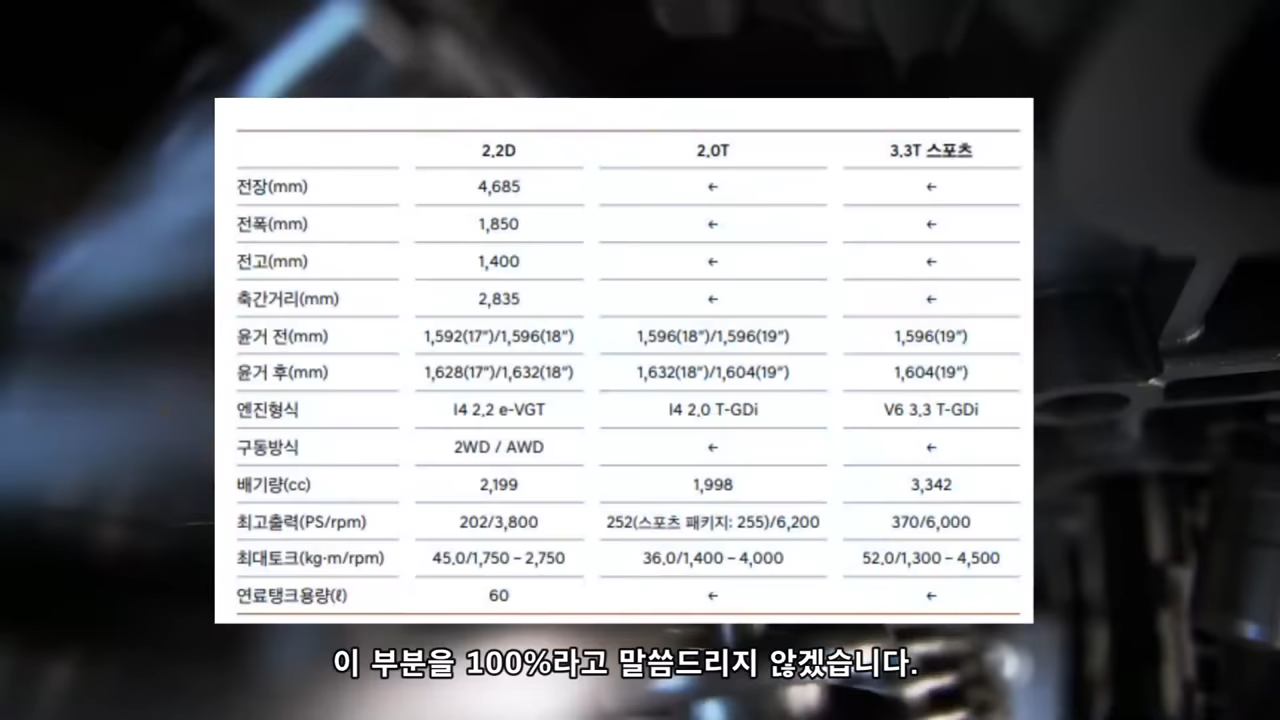 2.2D 2.0T 3.3T 스포츠
전장(mm) 4,685 ← ←
전폭(mm) 1,850 ← ←
전고(mm) 1,400 ← ←
축간거리(mm) 2,835 ← ←
윤거 전(mm) 1,592(17")/1,596(18") 1,596(18")/1,596(19") 1,596(19")
윤거 후(mm) 1,628(17")/1,632(18") 1,632(18")/1,604(19") 1,604(19")
엔진형식 I4 2.2 e-VGT I4 2.0 T-GDi V6 3.3 T-GDi
구동방식 2WD / AWD ← ←
배기량(cc) 2,199 1,998 3,342
최고출력(PS/rpm) 202/3,800 252(스포츠 패키지: 255)/6,200 370/6,000
최대토크(kg·m/rpm) 45.0/1,750 – 2,750 36.0/1,400 – 4,000 52.0/1,300 – 4,500
연료탱크용량(ℓ) 60 ← ←
이 부분을 100%라고 말씀드리지 않겠습니다.